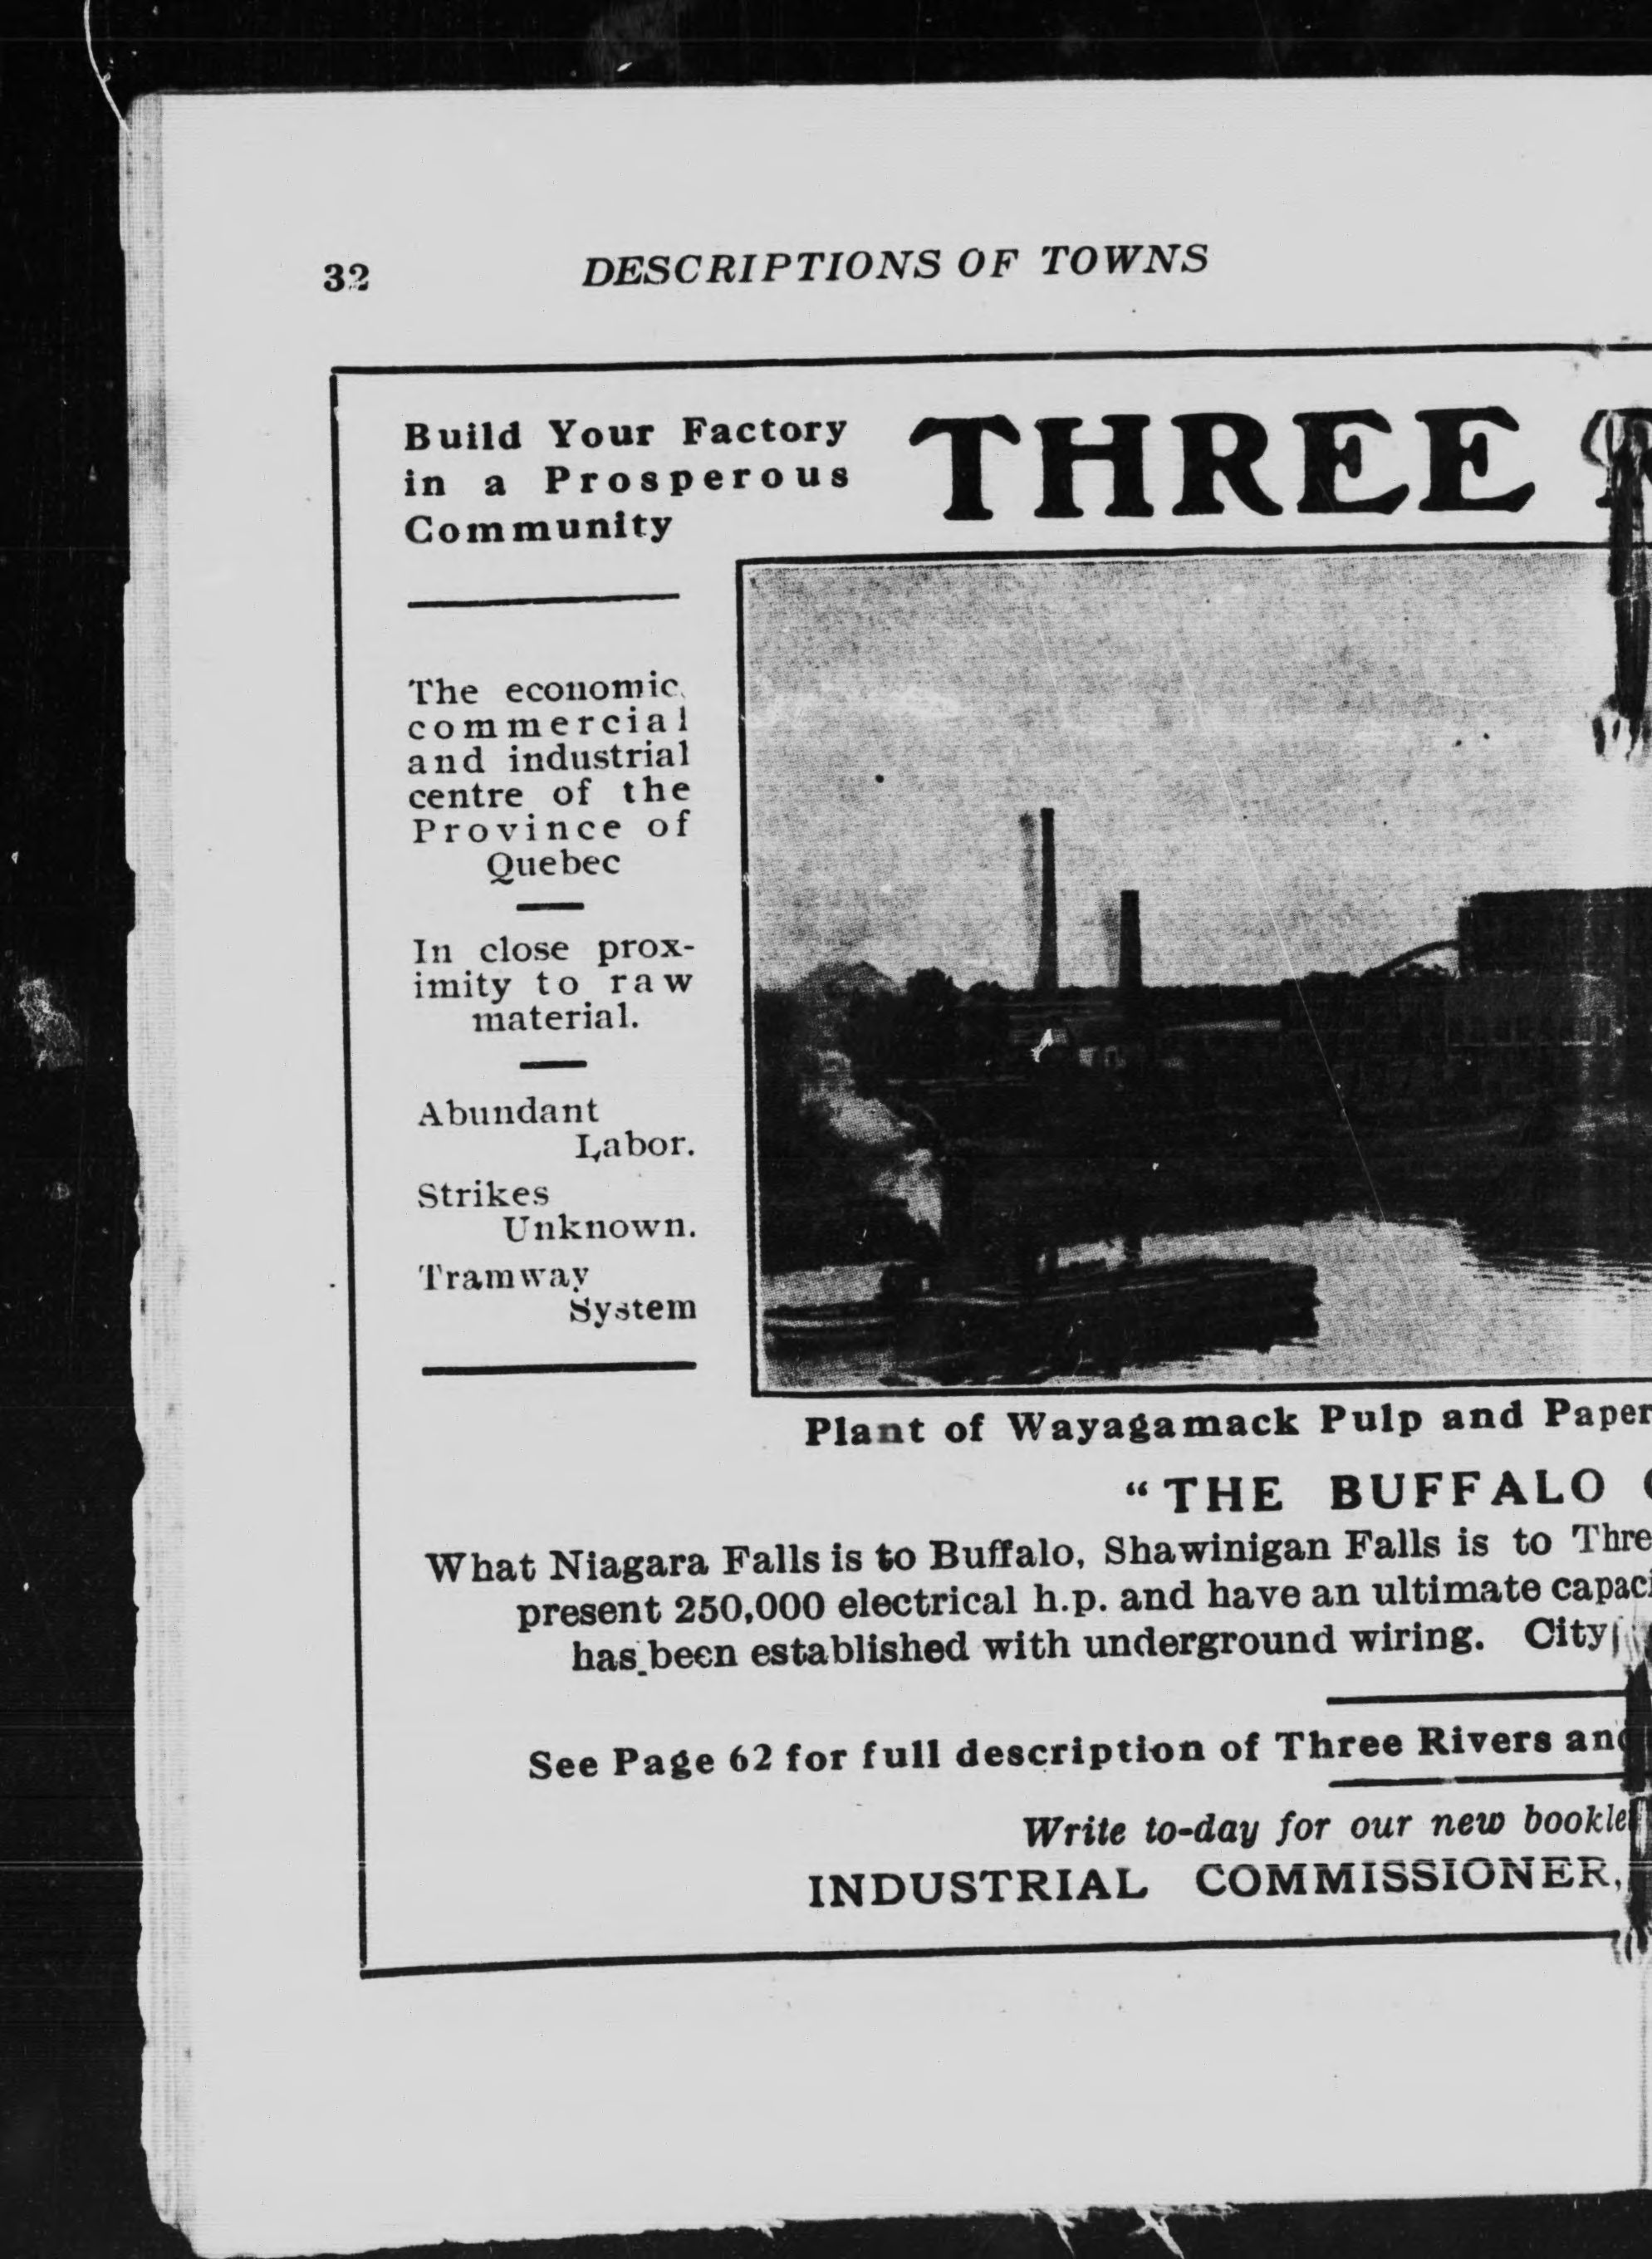 32 DESCRIPTIONS OF TOWNS
Build Your Factory
in a Prosperous
Community
THREE
The economic,
commercial
and industrial
centre of the
Province of
Quebec
In close prox-
imity to raw
material.
Abundant
Labor.
Strikes
Unknown.
Tramway
System
Plant of Wayagamack Pulp and Paper
"THE BUFFALO
What Niagara Falls is to Buffalo, Shawinigan Falls is to Thre
present 250,000 electrical h.p. and have an ultimate capaci
has been established with underground wiring. City
See Page 62 for full description of Three Rivers and
Write to-day for our new bookle
INDUSTRIAL COMMISSIONER,